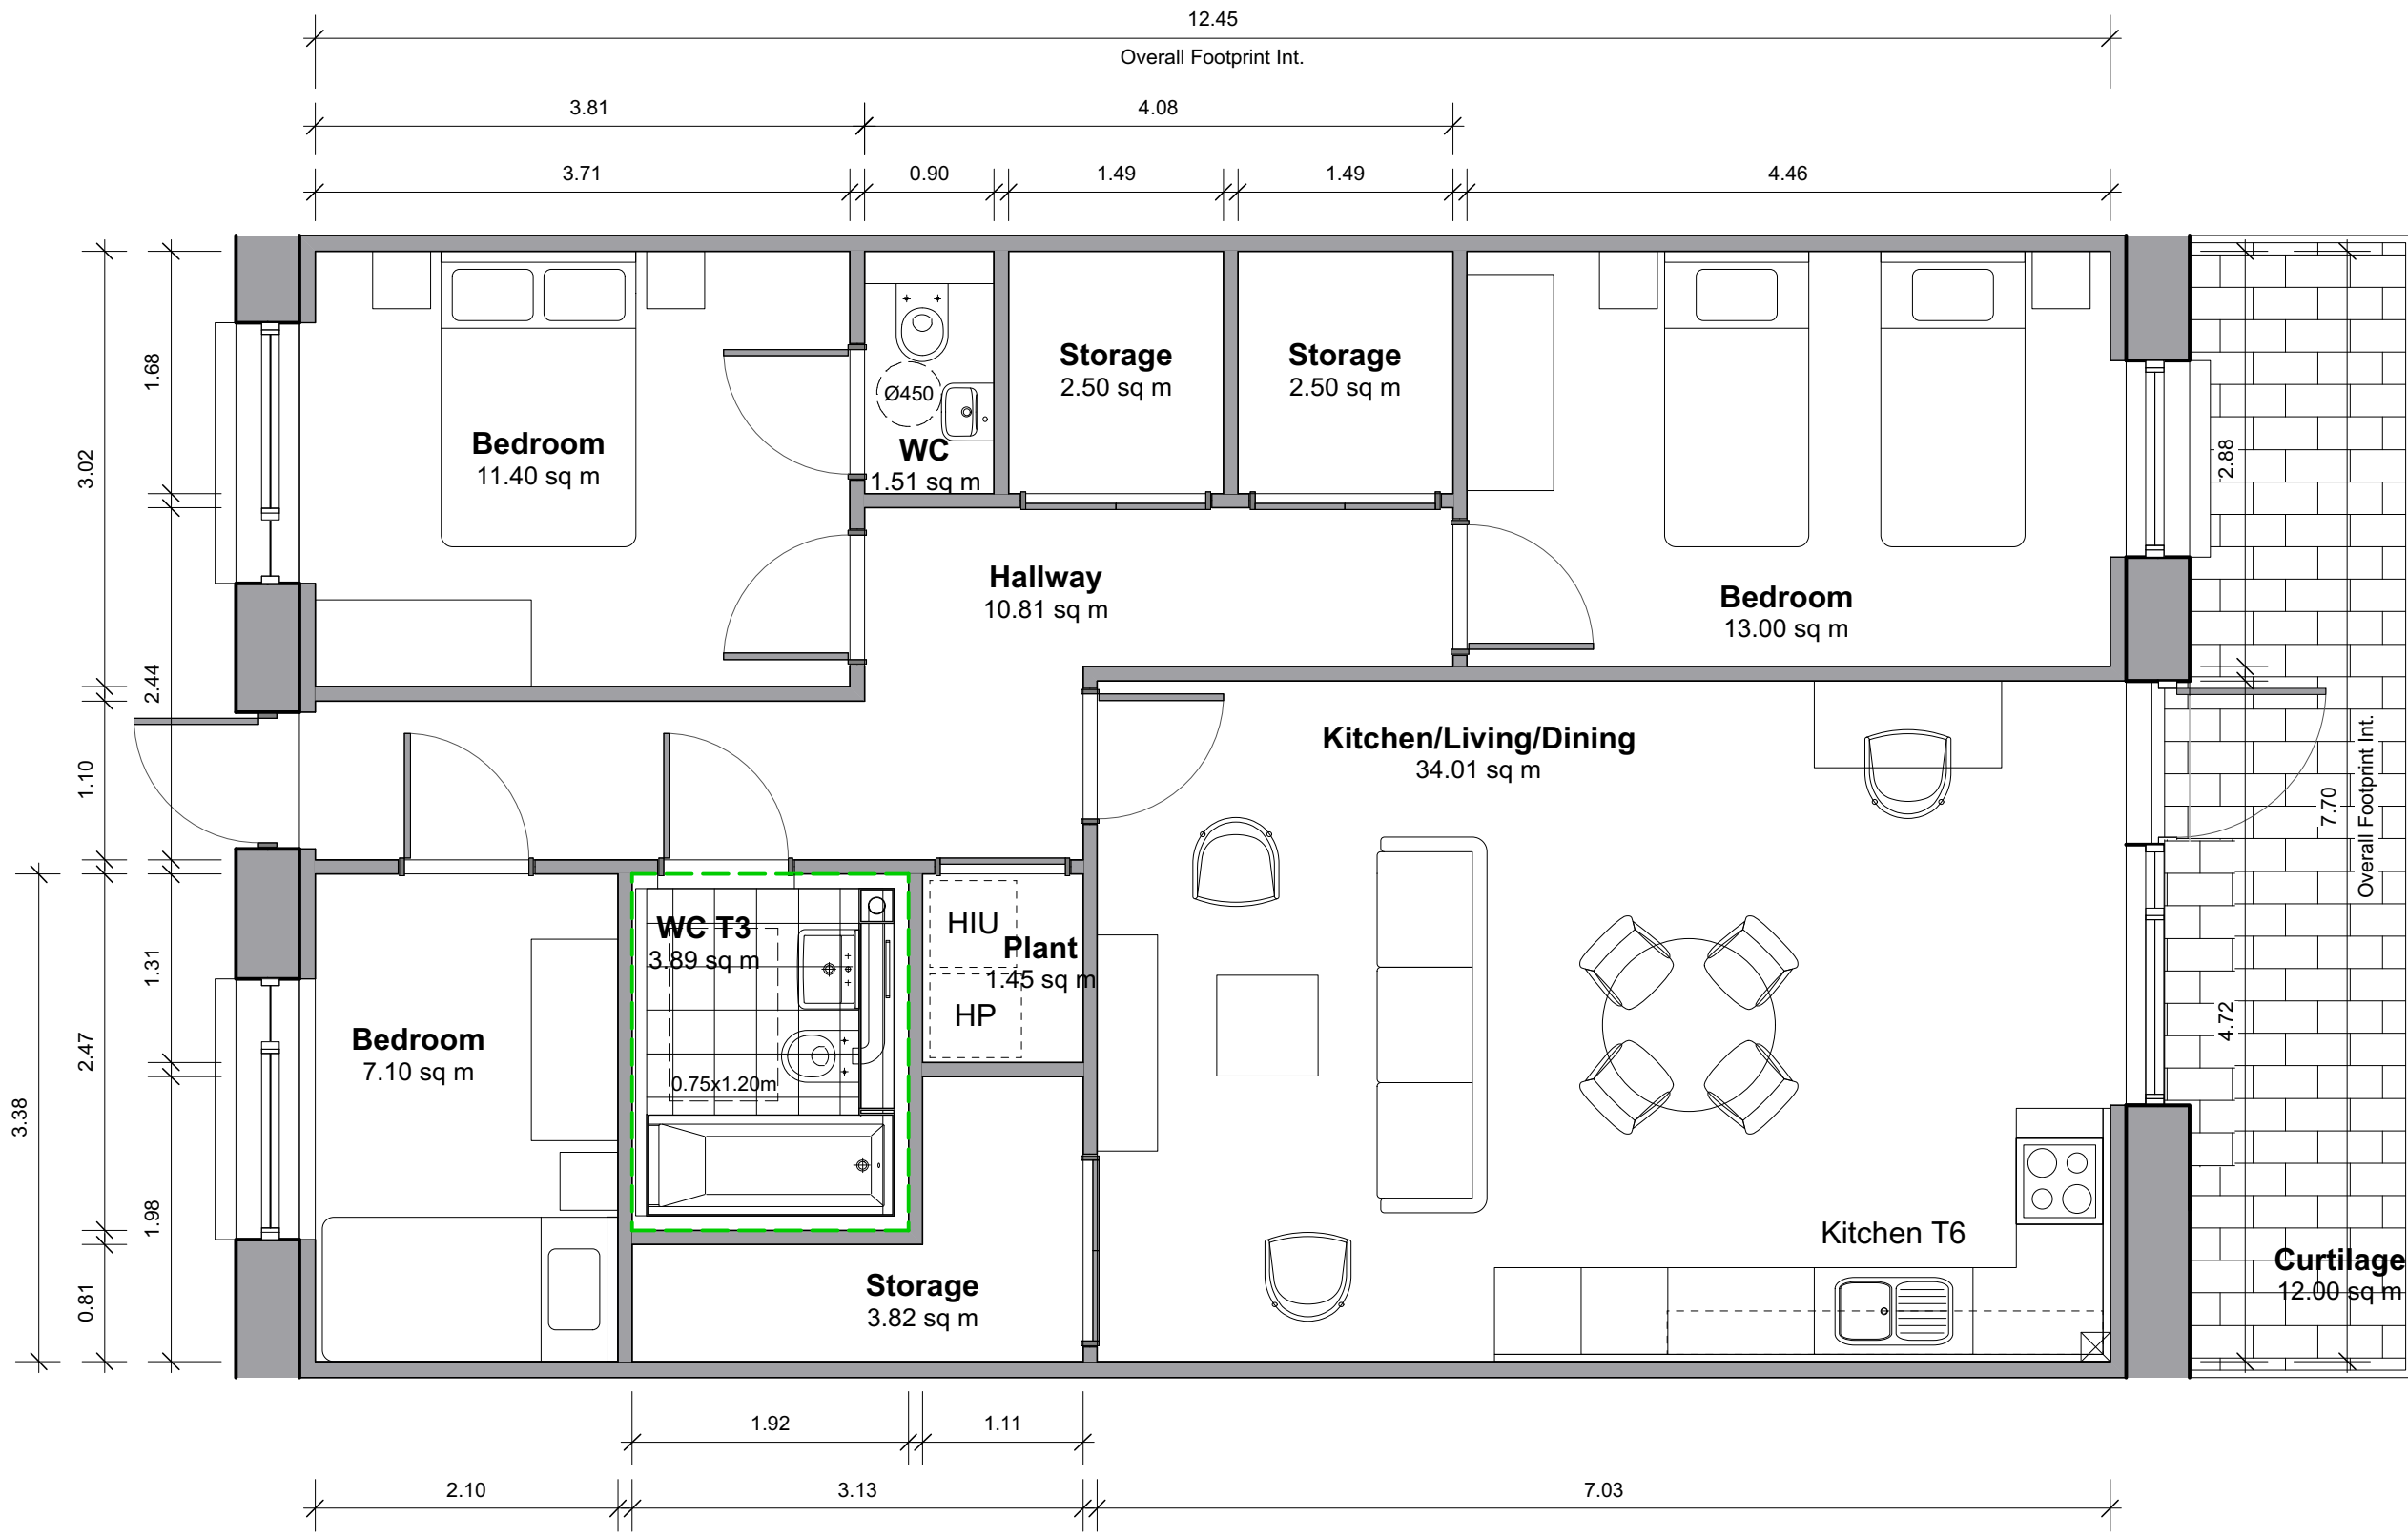 12.45
Overall Footprint Int.
3.81
4.08
3.71
0.90
1.49
1.49
4.46
1.68
3.02
2.44
1.10
1.31
2.47
3.38
1.98
0.81
Bedroom
11.40 sq m
Ø450
WC
1.51 sq m
Storage
2.50 sq m
Storage
2.50 sq m
Hallway
10.81 sq m
Bedroom
13.00 sq m
2.88
Kitchen/Living/Dining
34.01 sq m
7.70
Overall Footprint Int.
4.72
WC T3
3.89 sq m
0.75x1.20m
HIU
HP
Plant
1.45 sq m
Bedroom
7.10 sq m
Storage
3.82 sq m
Kitchen T6
Curtilage
12.00 sq m
1.92
1.11
2.10
3.13
7.03